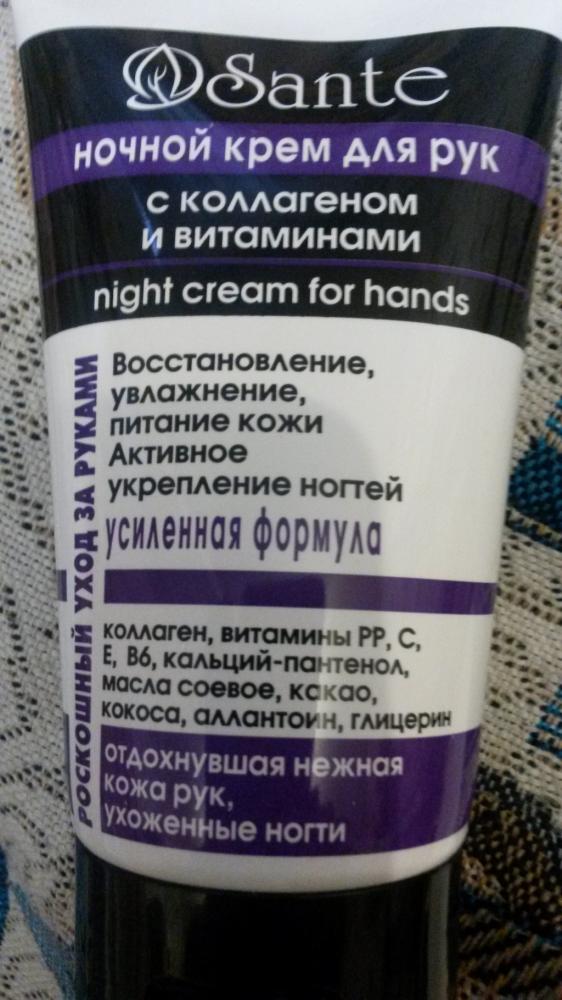 Sante
ночной крем для рук
с коллагеном
и витаминами
night cream for hands
РОСКОШНЫЙ УХОД ЗА РУКАМИ
Восстановление,
увлажнение,
питание кожи
Активное
укрепление ногтей
усиленная формула
коллаген, витамины РР, С,
Е, В6, кальций-пантенол,
масла соевое, какао,
кокоса, аллантоин, глицерин
отдохнувшая нежная
кожа рук,
ухоженные ногти